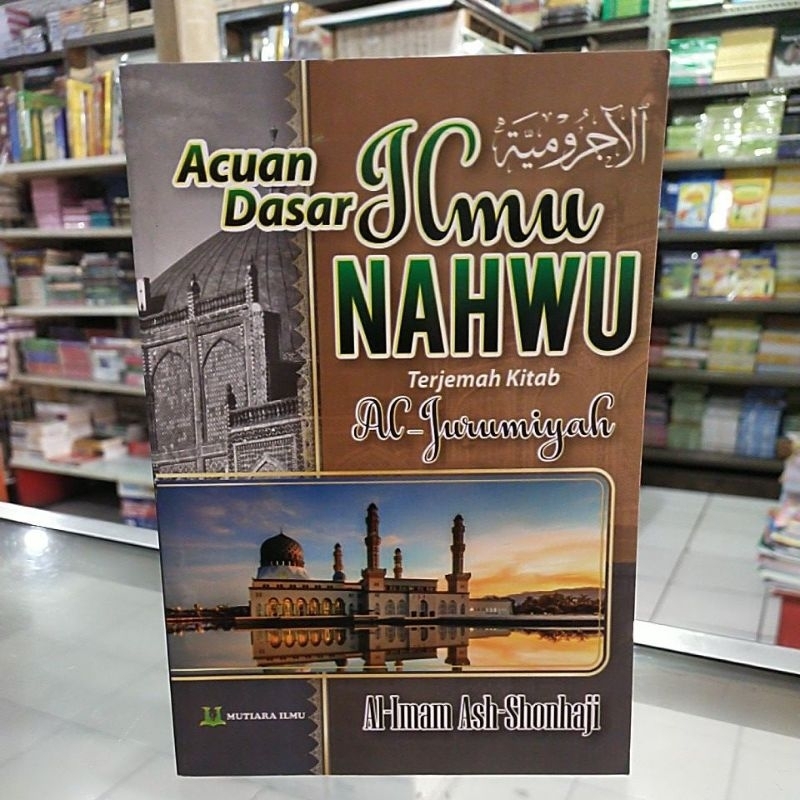 الآجرومية
Acuan
Dasar Ilmu
NAHWU
Terjemah Kitab
Al-Jurumiyah
MUTIARA ILMU
Al-Imam Ash-Shonhaji